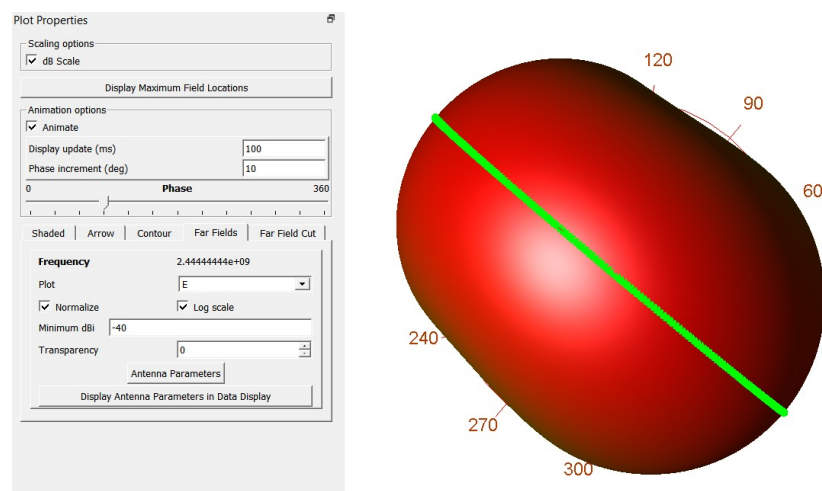 Plot Properties
Scaling options
dB Scale
Display Maximum Field Locations
Animation options
Animate
Display update (ms) 100
Phase increment (deg) 10
0 Phase 360
Shaded Arrow Contour Far Fields Far Field Cut
Frequency 2.44444444e+09
Plot E
Normalize Log scale
Minimum dBi -40
Transparency 0
Antenna Parameters
Display Antenna Parameters in Data Display
120
90
60
240
270
300